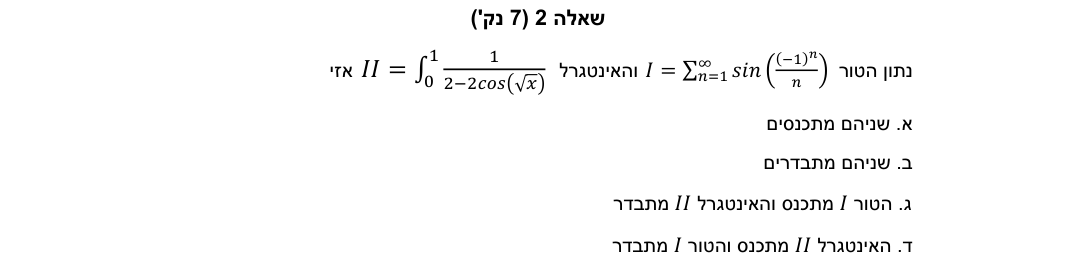 שאלה 2 (7 נק')
נתון הטור $I = \sum_{n=1}^{\infty} sin\left(\frac{(-1)^n}{n}\right)$ והאינטגרל $II = \int_0^1 \frac{1}{2-2cos(\sqrt{x})}$ אזי
א. שניהם מתכנסים
ב. שניהם מתבדרים
ג. הטור $I$ מתכנס והאינטגרל $II$ מתבדר
ד. האינטגרל $II$ מתכנס והטור $I$ מתבדר